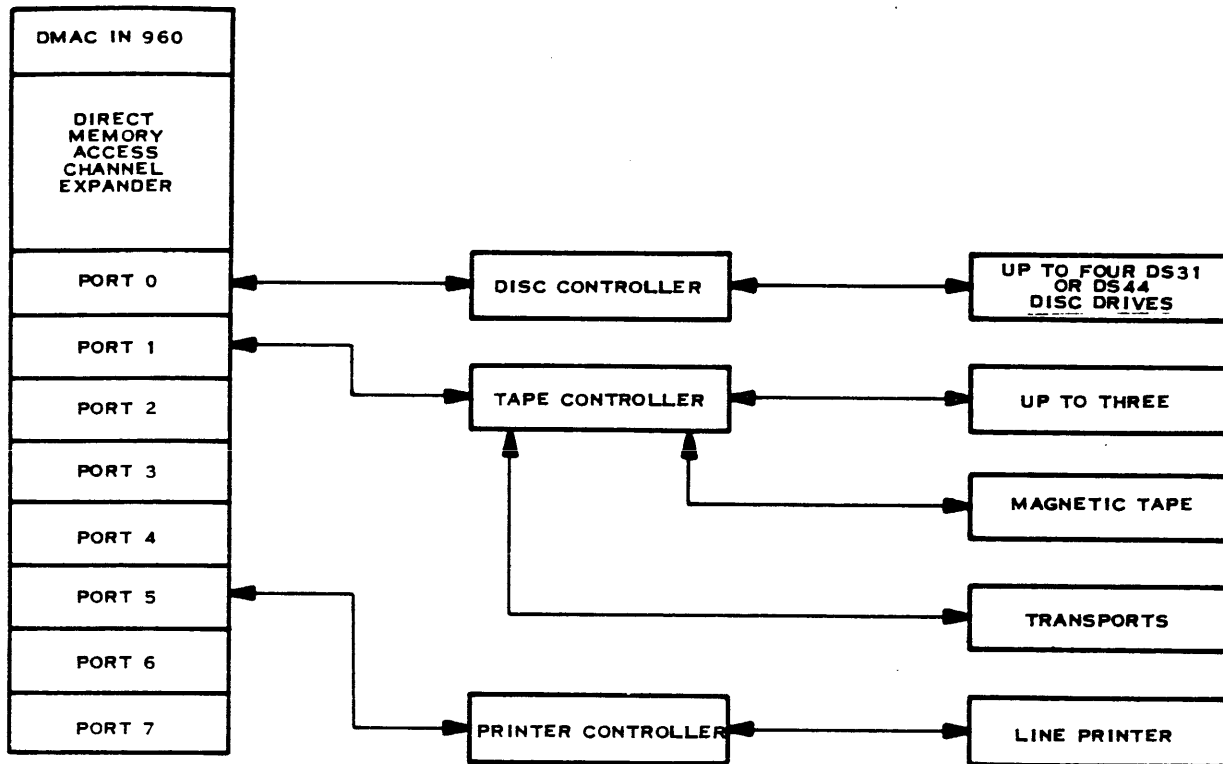 DMAC IN 960
DIRECT
MEMORY
ACCESS
CHANNEL
EXPANDER
PORT 0
PORT 1
PORT 2
PORT 3
PORT 4
PORT 5
PORT 6
PORT 7
DISC CONTROLLER
TAPE CONTROLLER
PRINTER CONTROLLER
UP TO FOUR DS31
OR DS44
DISC DRIVES
UP TO THREE
MAGNETIC TAPE
TRANSPORTS
LINE PRINTER